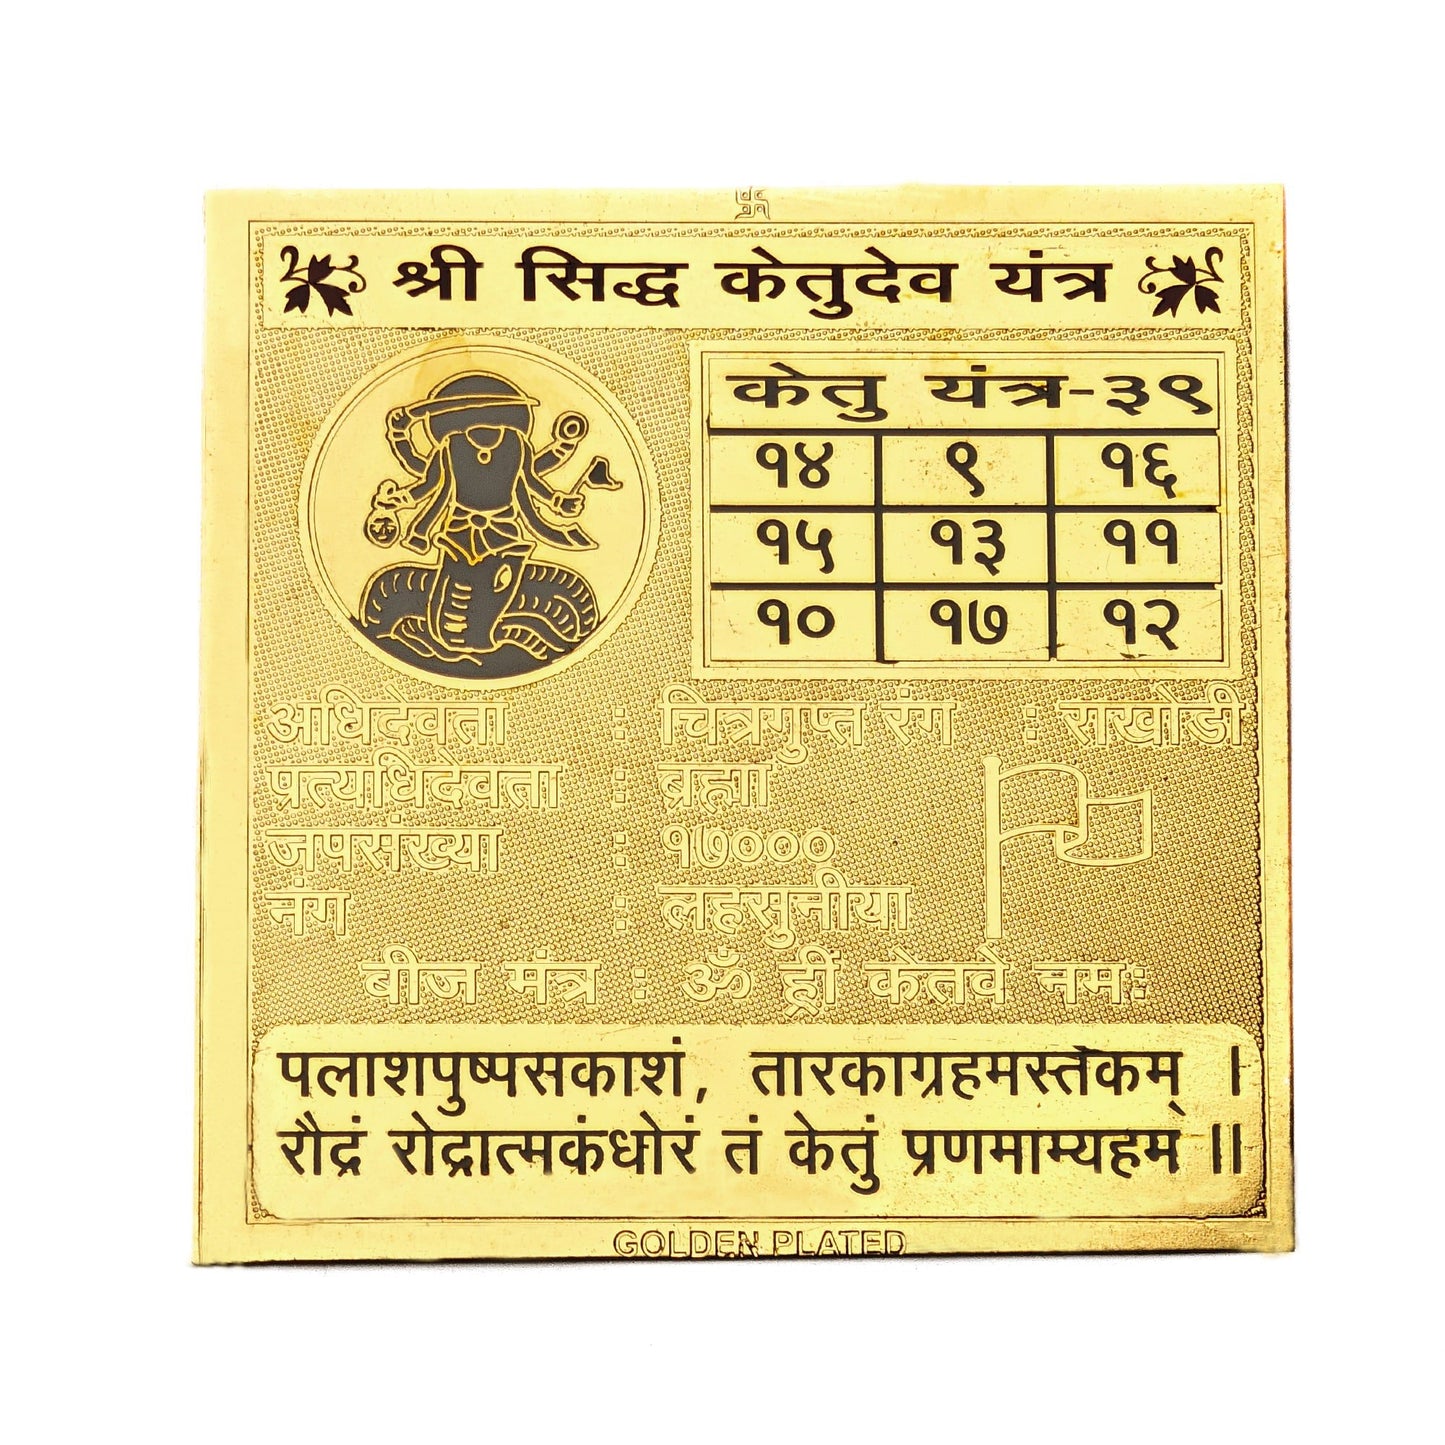 श्री सिद्ध केतुदेव यंत्र
केतु यंत्र-३९
१४ ९ १६
१५ १३ ११
१० १७ १२
अधिदेवता : चित्रगुप्त रंग : राखोडी
प्रत्यधिदेवता : ब्रह्मा
जपसंख्या : १७०००
नंग : लहसुनीया
बीज मंत्र : ॐ ह्रीं केतवे नमः
पलाशपुष्पसकाशं, तारकाग्रहमस्तकम् ।
रौद्रं रोद्रात्मकंधोरं तं केतुं प्रणमाम्यहम् ॥
GOLDEN PLATED